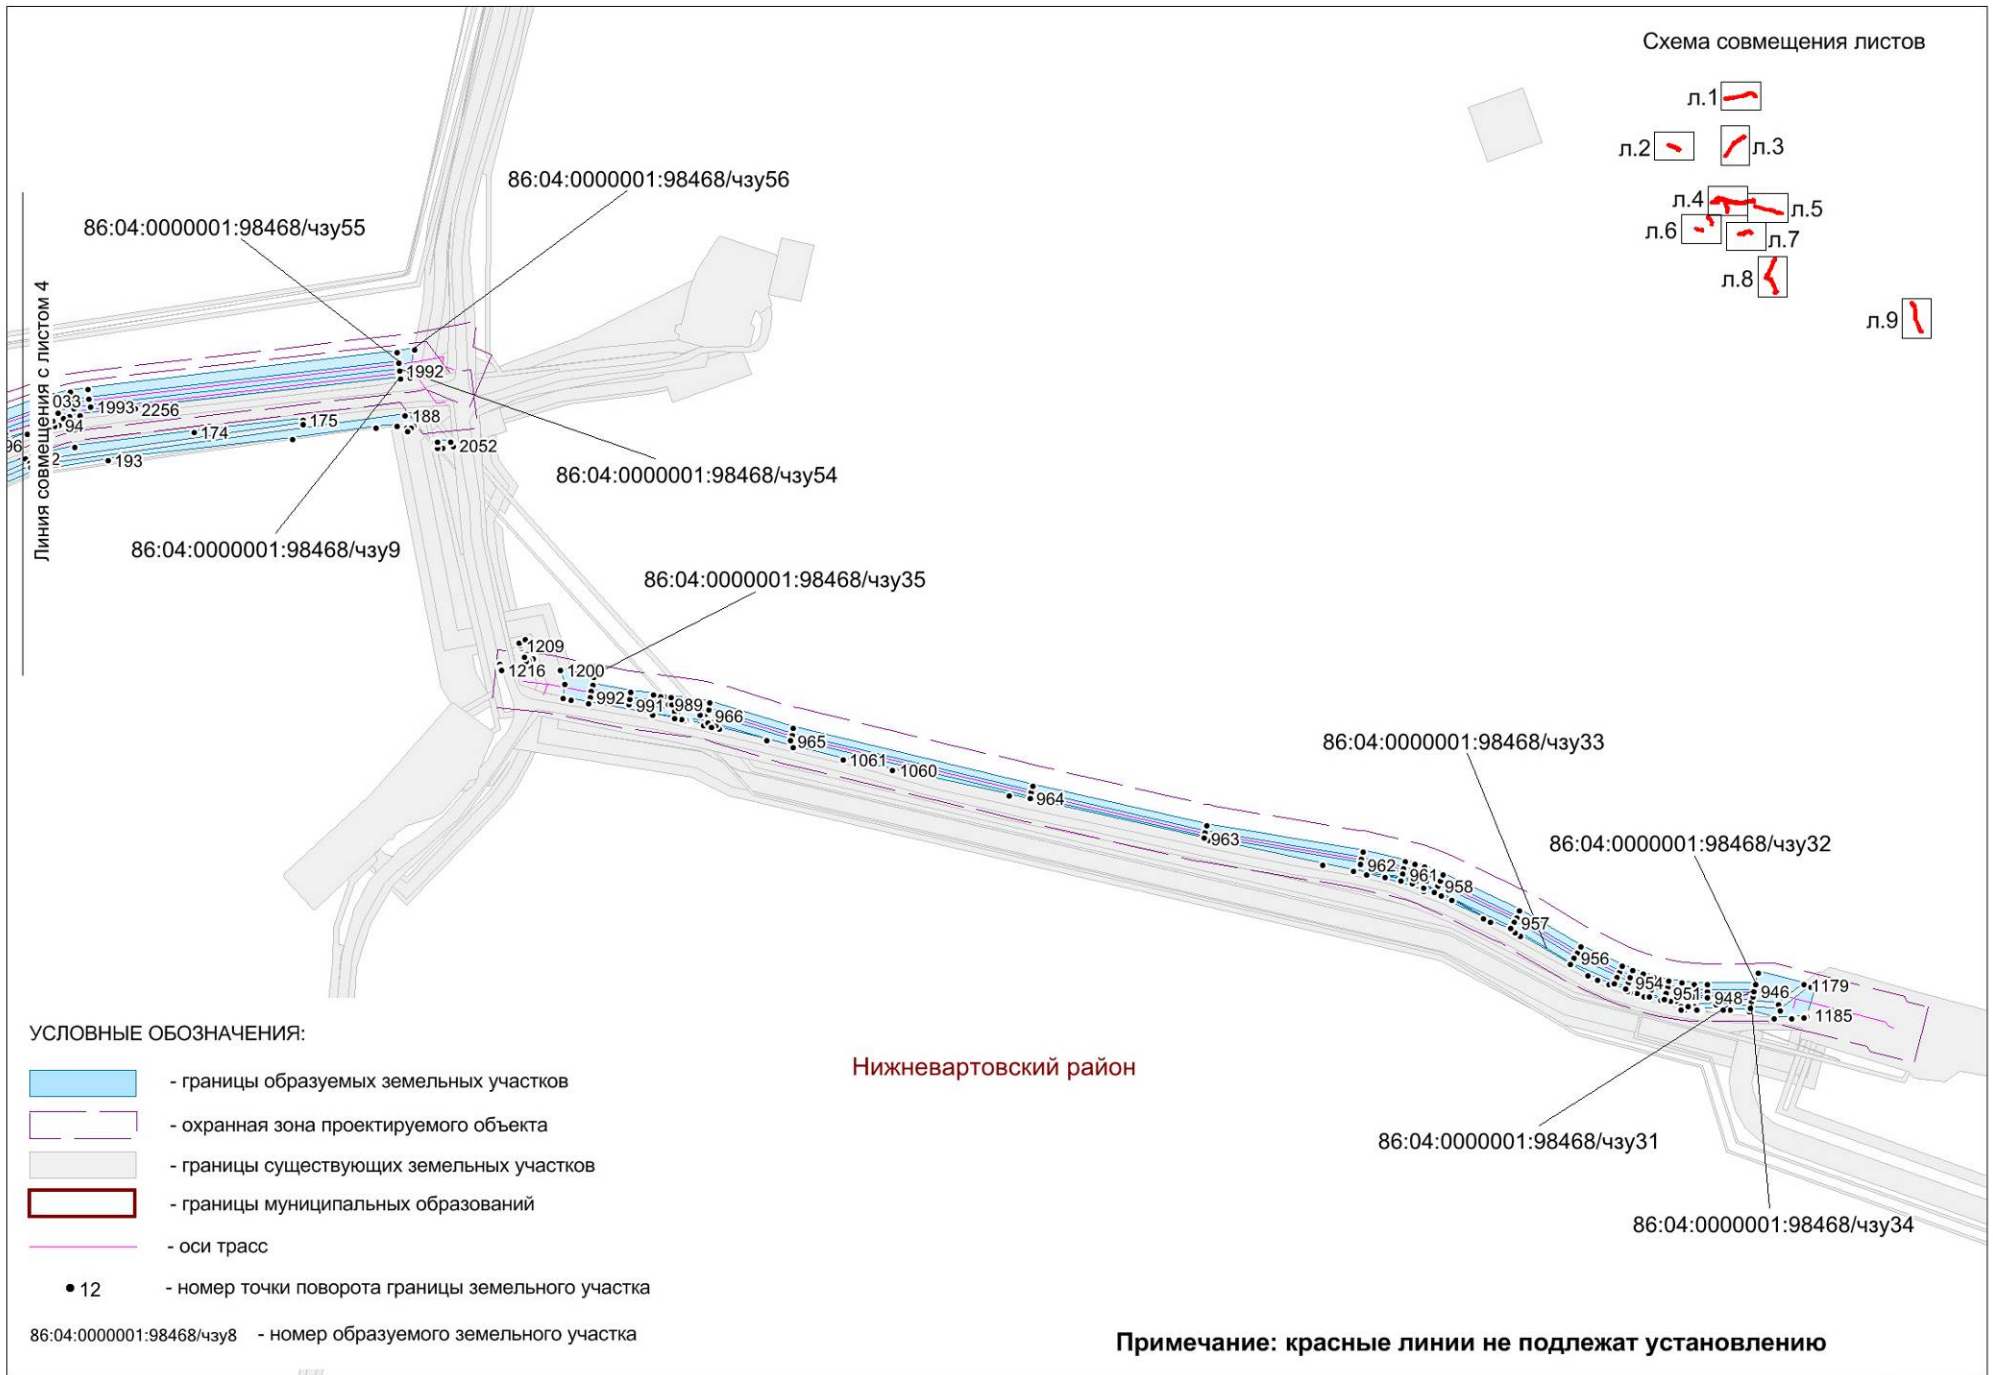 Схема совмещения листов
л.1
л.2
л.3
л.4
л.5
л.6
л.7
л.8
л.9
86:04:0000001:98468/чзу56
86:04:0000001:98468/чзу55
Линия совмещения с листом 4
1992
033
1993
2256
94
96
175
188
174
2
193
2052
86:04:0000001:98468/чзу54
86:04:0000001:98468/чзу9
86:04:0000001:98468/чзу35
1209
1216
1200
992
991
989
966
965
1061
1060
964
963
962
961
958
957
956
954
951
948
946
1179
1185
86:04:0000001:98468/чзу33
86:04:0000001:98468/чзу32
86:04:0000001:98468/чзу31
86:04:0000001:98468/чзу34
Нижневартовский район
УСЛОВНЫЕ ОБОЗНАЧЕНИЯ:
- границы образуемых земельных участков
- охранная зона проектируемого объекта
- границы существующих земельных участков
- границы муниципальных образований
- оси трасс
12 - номер точки поворота границы земельного участка
86:04:0000001:98468/чзу8 - номер образуемого земельного участка
Примечание: красные линии не подлежат установлению